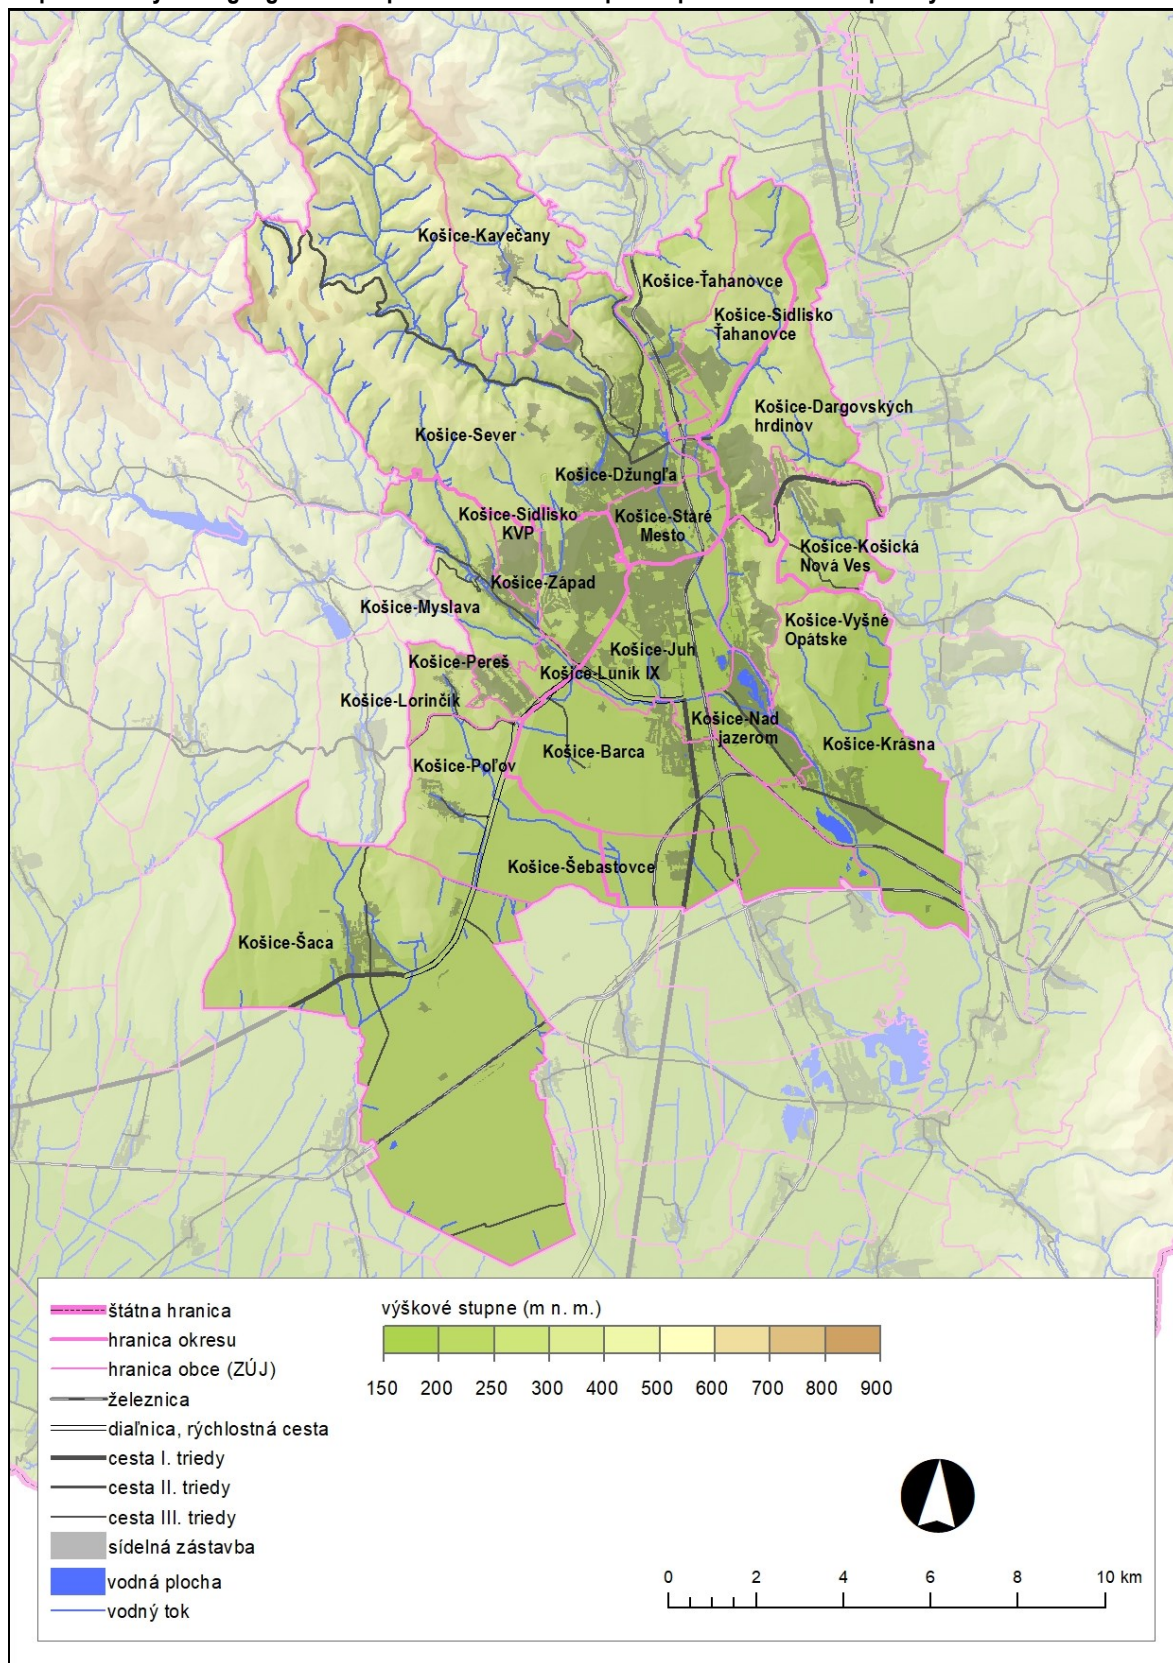 Košice-Kavečany
Košice-Ťahanovce
Košice-Sídlisko
Ťahanovce
Košice-Dargovských
hrdinov
Košice-Sever
Košice-Džungľa
Košice-Sídlisko
KVP
Košice-Staré
Mesto
Košice-Košická
Nová Ves
Košice-Západ
Košice-Myslava
Košice-Vyšné
Opátske
Košice-Juh
Košice-Pereš
Košice-Luník IX
Košice-Lorinčík
Košice-Nad
jazerom
Košice-Krásna
Košice-Barca
Košice-Poľov
Košice-Šebastovce
Košice-Šaca
štátna hranica
hranica okresu
hranica obce (ZÚJ)
železnica
diaľnica, rýchlostná cesta
cesta I. triedy
cesta II. triedy
cesta III. triedy
sídelná zástavba
vodná plocha
vodný tok
výškové stupne (m n. m.)
150 200 250 300 400 500 600 700 800 900
0 2 4 6 8 10 km